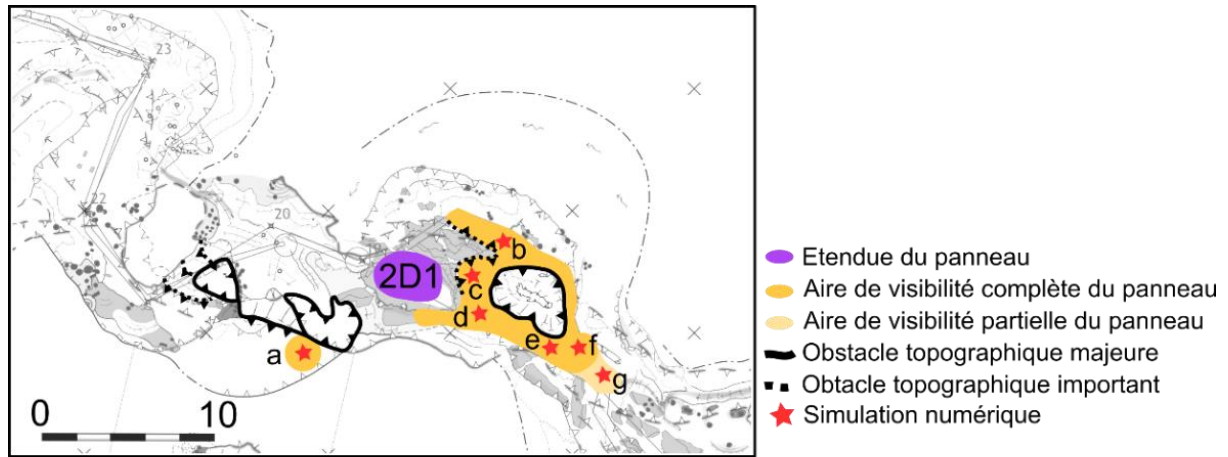 23
22
20
2D1
a
b
c
d
e
f
g
0 10
Etendue du panneau
Aire de visibilité complète du panneau
Aire de visibilité partielle du panneau
Obstacle topographique majeure
Obtacle topographique important
Simulation numérique